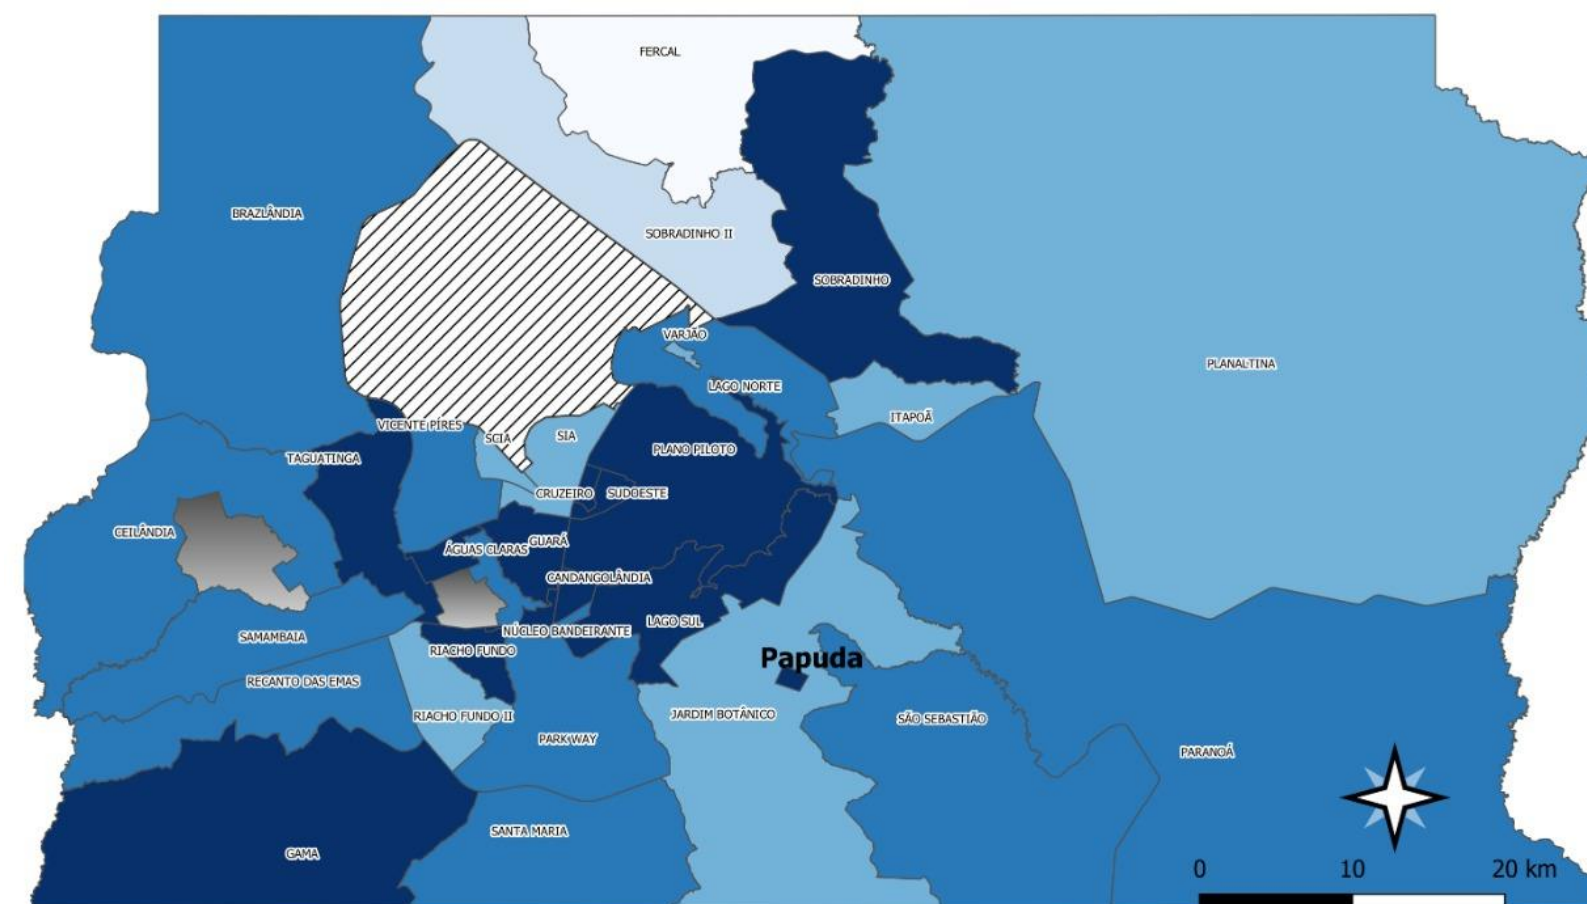 FERCAL
BRAZLÂNDIA
SOBRADINHO II
SOBRADINHO
VARJÃO
PLANALTINA
LAGO NORTE
ITAPOÃ
VICENTE PÍRES
SCIA
SIA
TAGUATINGA
PLANO PILOTO
CRUZEIRO
SUDOESTE
CEILÂNDIA
ÁGUAS CLARAS
GUARÁ
CANDANGOLÂNDIA
SAMAMBAIA
NÚCLEO BANDEIRANTE
LAGO SUL
RIACHO FUNDO
Papuda
RECANTO DAS EMAS
RIACHO FUNDO II
JARDIM BOTÂNICO
SÃO SEBASTIÃO
PARK WAY
PARANOÁ
SANTA MARIA
GAMA
0 10 20 km